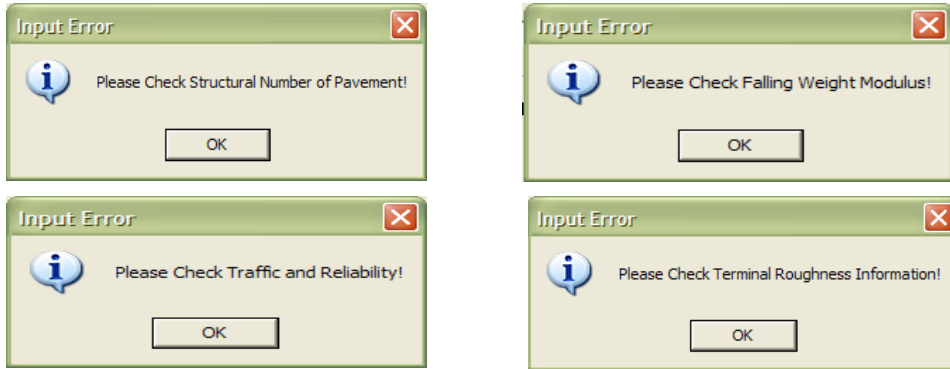 Input Error
Please Check Structural Number of Pavement!
OK
Input Error
Please Check Falling Weight Modulus!
OK
Input Error
Please Check Traffic and Reliability!
OK
Input Error
Please Check Terminal Roughness Information!
OK